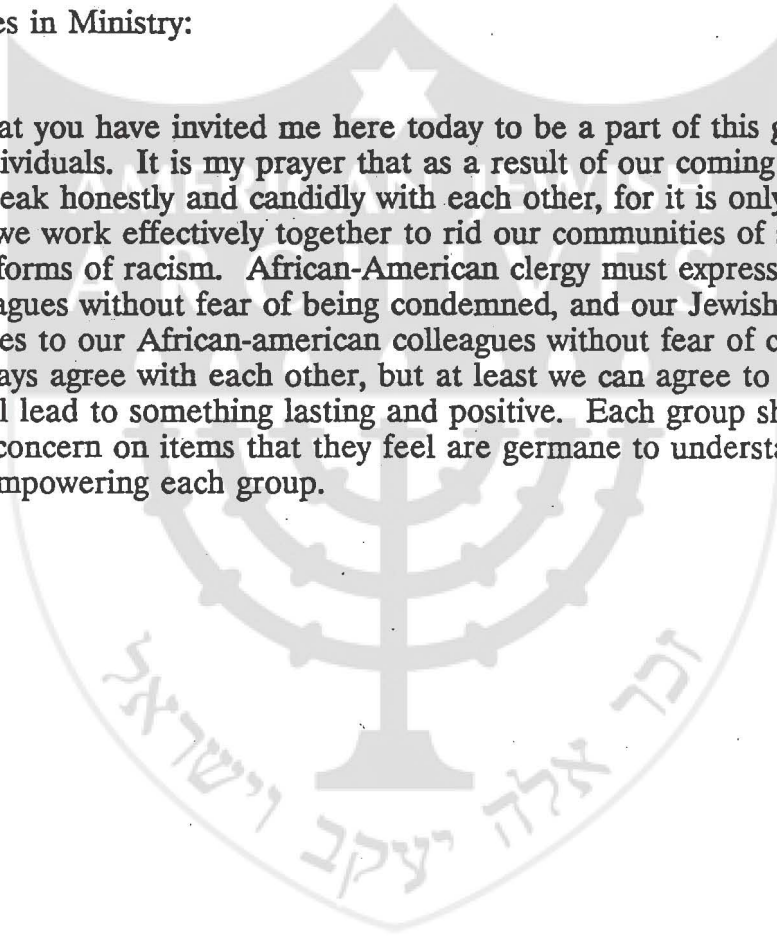 es in Ministry:
at you have invited me here today to be a part of this g
ividuals. It is my prayer that as a result of our coming
eak honestly and candidly with each other, for it is only
we work effectively together to rid our communities of
forms of racism. African-American clergy must express
agues without fear of being condemned, and our Jewish
es to our African-american colleagues without fear of c
ays agree with each other, but at least we can agree to
l lead to something lasting and positive. Each group sh
concern on items that they feel are germane to understa
mpowering each group.
AMERICAN JEWISH
ARCHIVES
זכר אלה יעקב וישראל